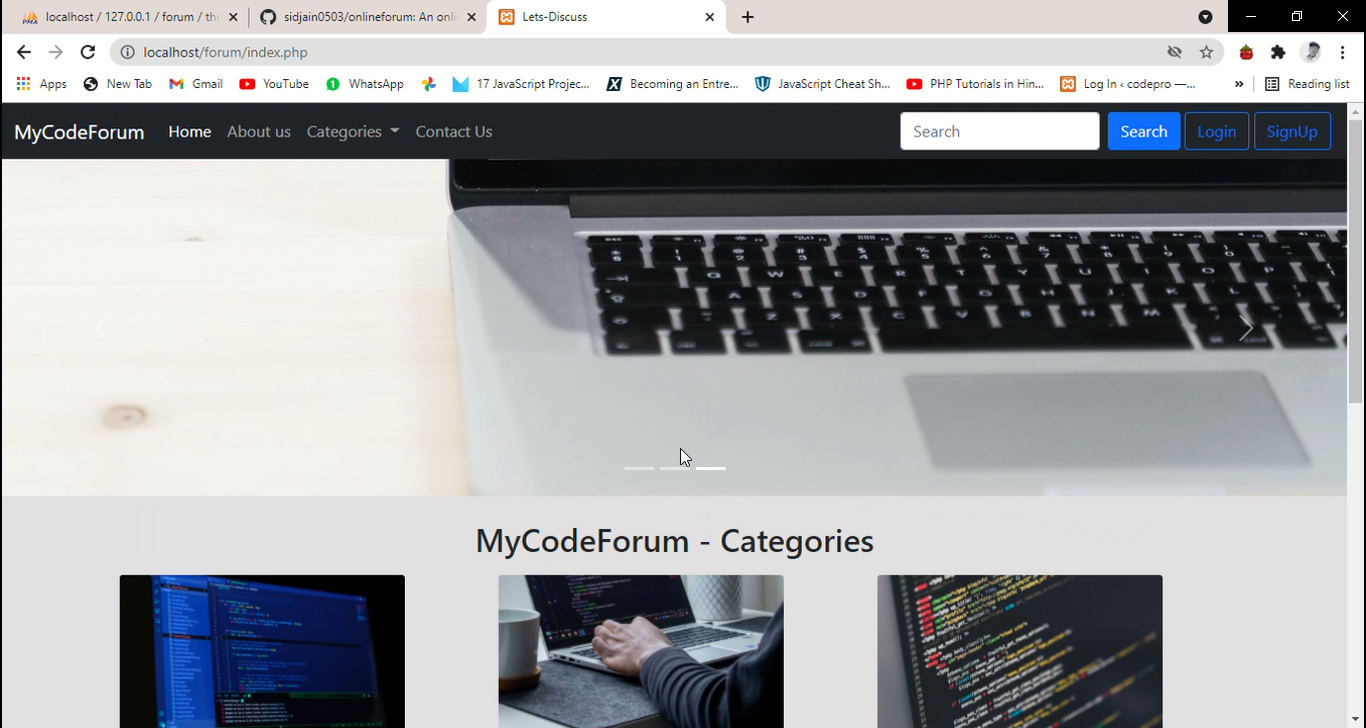 localhost / 127.0.0.1 / forum / thr
sidjain0503/onlineforum: An onli
Lets-Discuss
localhost/forum/index.php
Apps New Tab Gmail YouTube WhatsApp 17 JavaScript Projec... Becoming an Entre... JavaScript Cheat Sh... PHP Tutorials in Hin... Log In ‹ codepro —... » Reading list
MyCodeForum Home About us Categories Contact Us Search Search Login SignUp
MyCodeForum - Categories